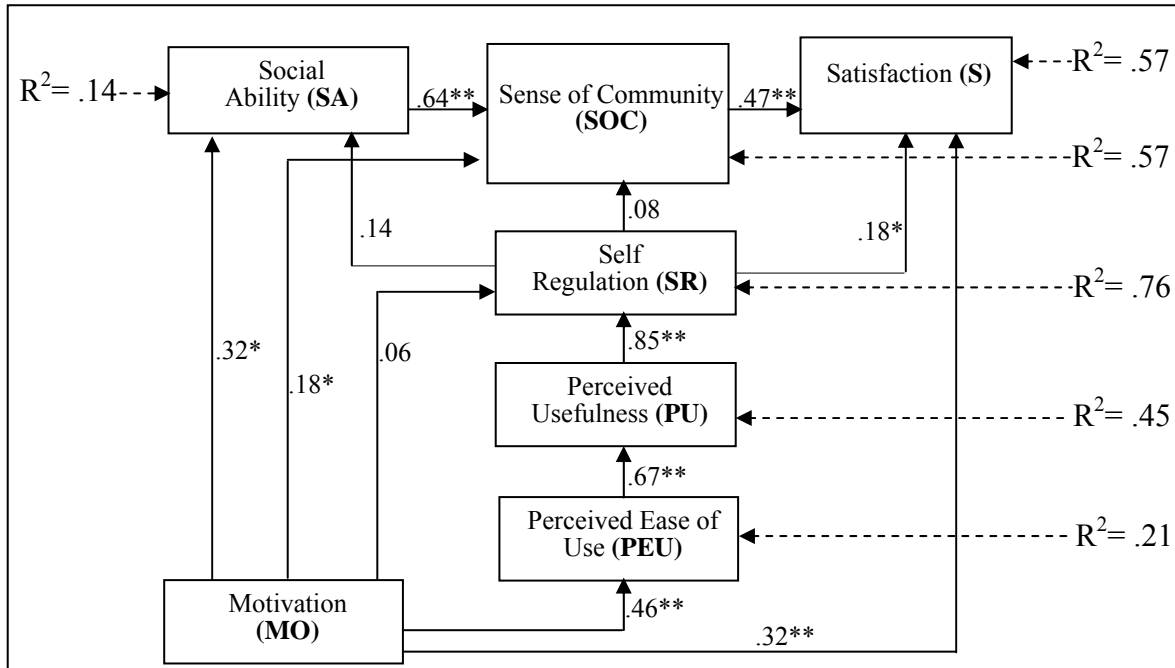 Social
Ability (SA)
R²= .14
.64**
Sense of Community
(SOC)
.47**
Satisfaction (S)
R²= .57
R²= .57
.14
.08
.18*
Self
Regulation (SR)
R²= .76
.32*
.18*
.06
.85**
Perceived
Usefulness (PU)
R²= .45
.67**
Perceived Ease of
Use (PEU)
R²= .21
Motivation
(MO)
.46**
.32**